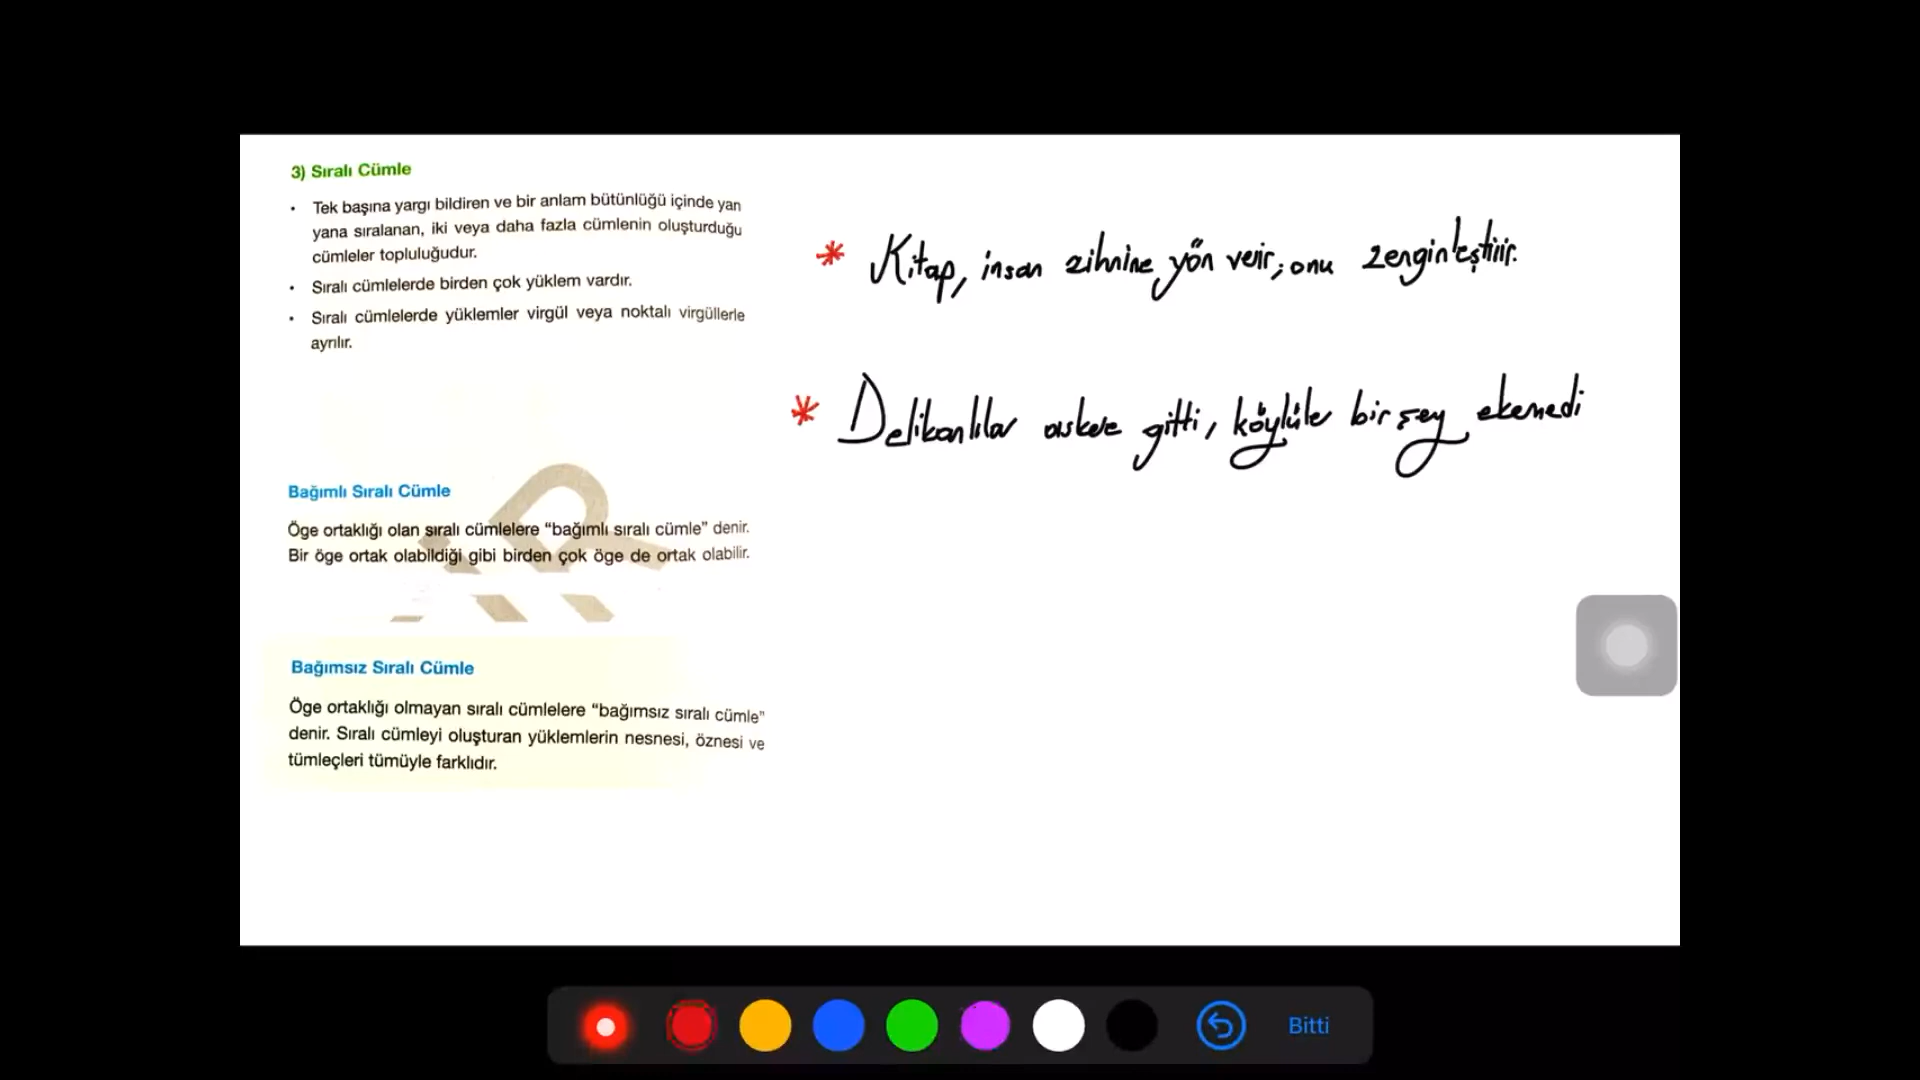 3) Sıralı Cümle
• Tek başına yargı bildiren ve bir anlam bütünlüğü içinde yan
yana sıralanan, iki veya daha fazla cümlenin oluşturduğu
cümleler topluluğudur.
• Sıralı cümlelerde birden çok yüklem vardır.
• Sıralı cümlelerde yüklemler virgül veya noktalı virgüllerle
ayrılır.
Bağımlı Sıralı Cümle
Öge ortaklığı olan sıralı cümlelere “bağımlı sıralı cümle” denir.
Bir öge ortak olabildiği gibi birden çok öge de ortak olabilir.
Bağımsız Sıralı Cümle
Öge ortaklığı olmayan sıralı cümlelere “bağımsız sıralı cümle”
denir. Sıralı cümleyi oluşturan yüklemlerin nesnesi, öznesi ve
tümleçleri tümüyle farklıdır.
* Kitap, insan zihnine yön verir; onu zenginleştirir.
* Delikanlılar askere gitti, köylüler bir şey ekemedi
Bitti